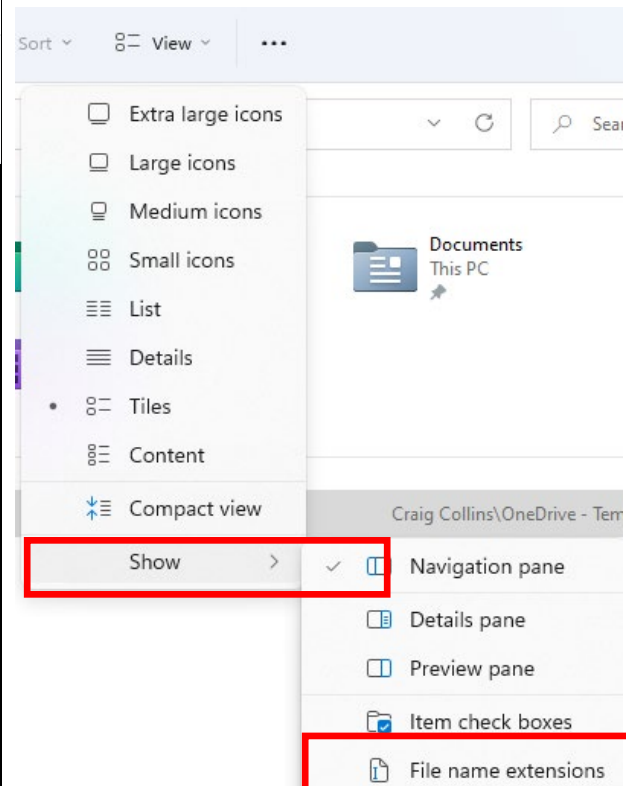 Sort View ...
Extra large icons
Large icons
Medium icons
Small icons
List
Details
Tiles
Content
Compact view
Show
Documents
This PC
Craig Collins\OneDrive -
Navigation pane
Details pane
Preview pane
Item check boxes
File name extensions